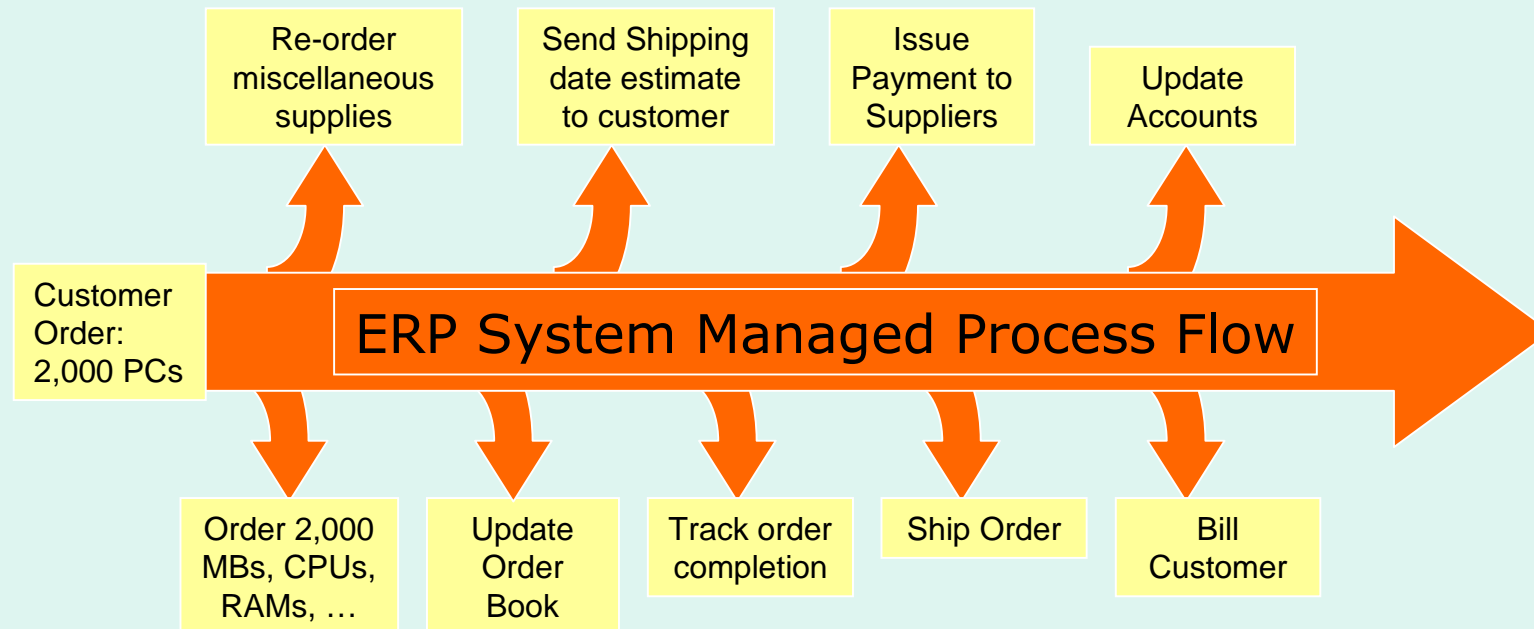 Re-order
miscellaneous
supplies
Send Shipping
date estimate
to customer
Issue
Payment to
Suppliers
Update
Accounts
Customer
Order:
2,000 PCs
ERP System Managed Process Flow
Order 2,000
MBs, CPUs,
RAMs, …
Update
Order
Book
Track order
completion
Ship Order
Bill
Customer